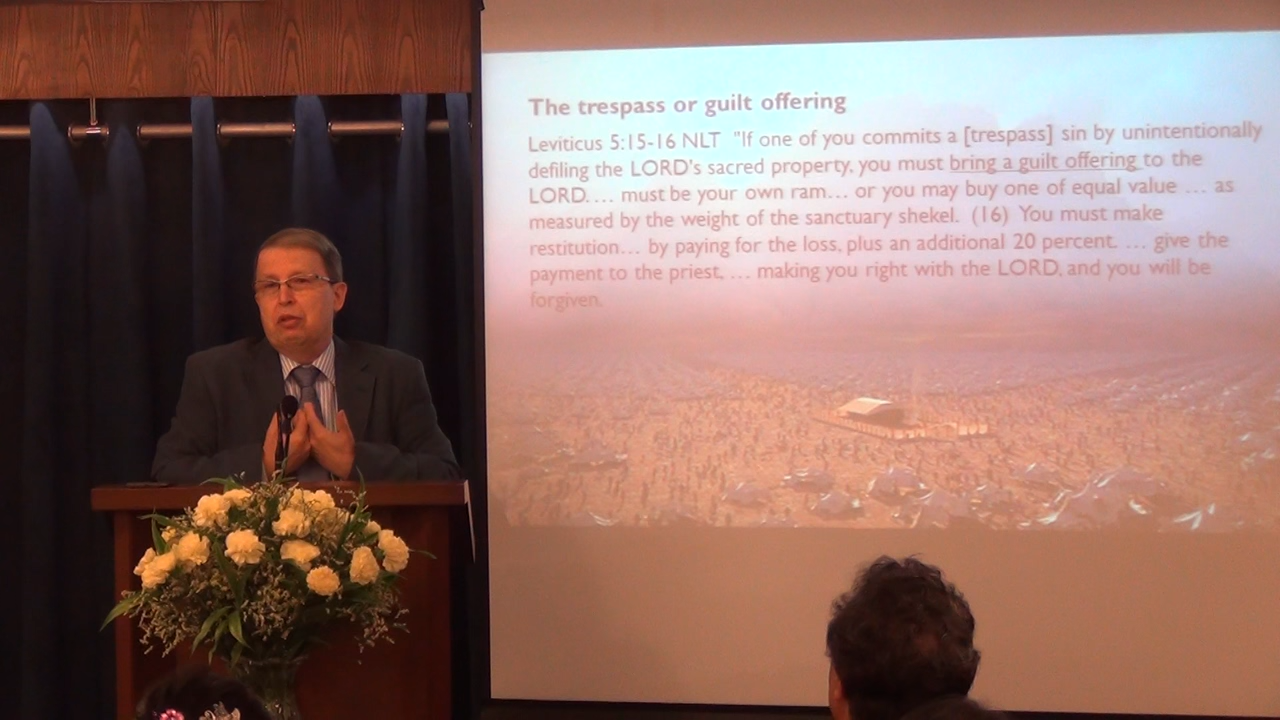 The trespass or guilt offering
Leviticus 5:15-16 NLT "If one of you commits a [trespass] sin by unintentionally
defiling the LORD's sacred property, you must bring a guilt offering to the
LORD. … must be your own ram… or you may buy one of equal value … as
measured by the weight of the sanctuary shekel. (16) You must make
restitution… by paying for the loss, plus an additional 20 percent. … give the
payment to the priest, … making you right with the LORD, and you will be
forgiven.